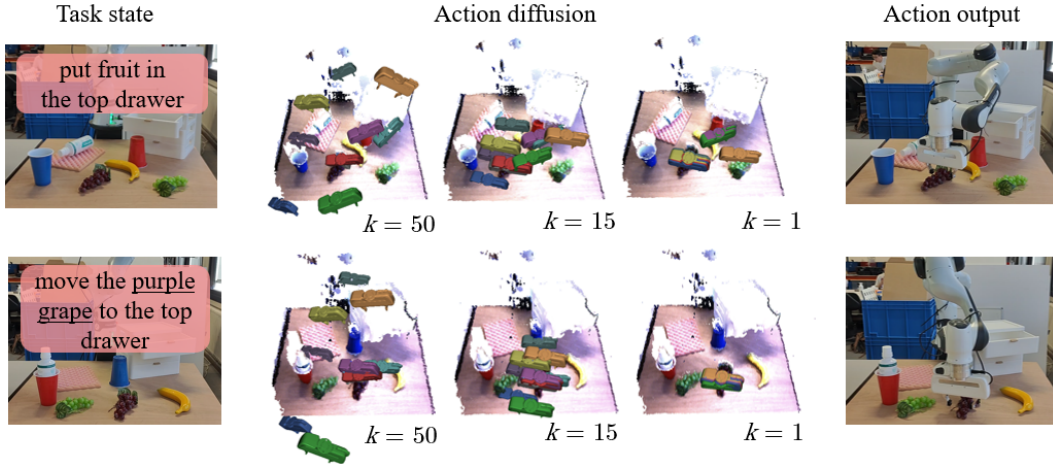 Task state
Action diffusion
Action output
put fruit in
the top drawer
k = 50
k = 15
k = 1
move the purple
grape to the top
drawer
k = 50
k = 15
k = 1